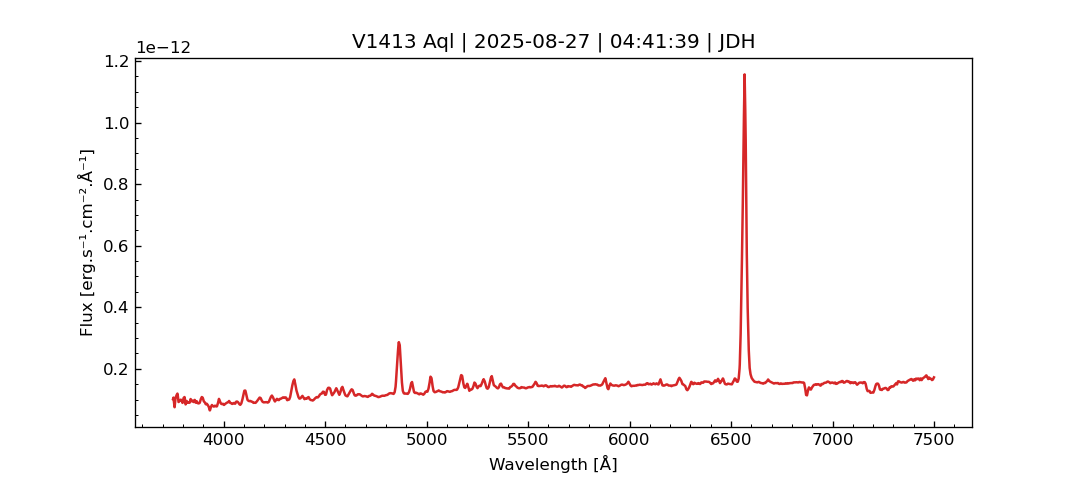 V1413 Aql | 2025-08-27 | 04:41:39 | JDH
1e−12
1.2
1.0
0.8
0.6
0.4
0.2
Flux [erg.s⁻¹.cm⁻².Å⁻¹]
4000 4500 5000 5500 6000 6500 7000 7500
Wavelength [Å]